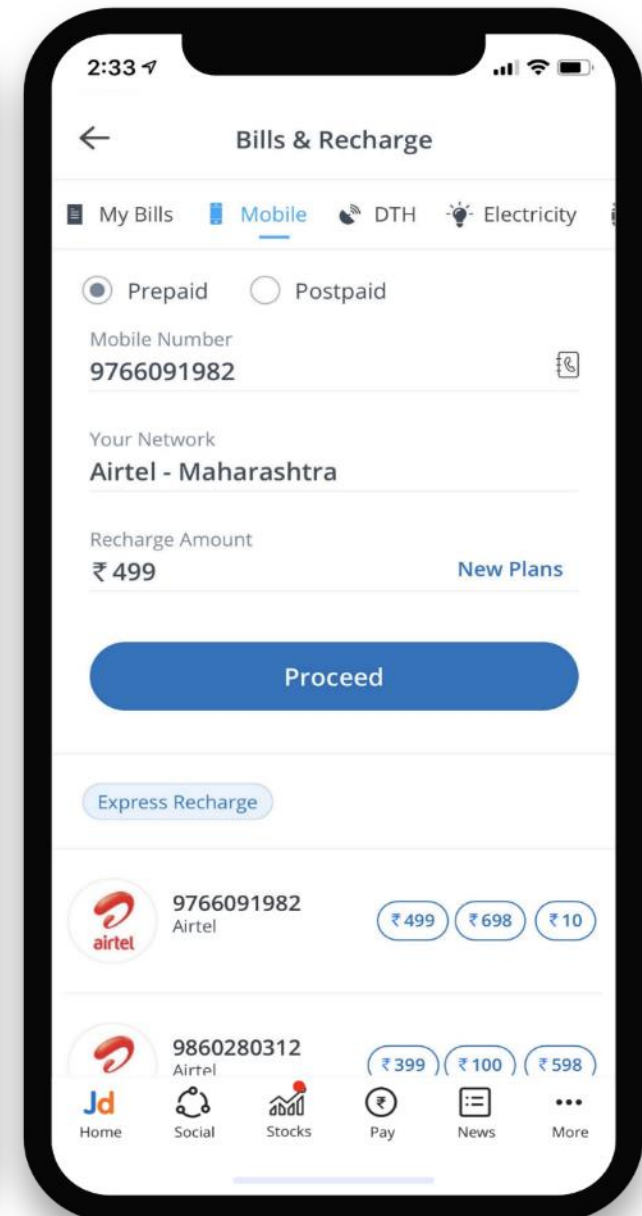 2:33
Bills & Recharge
My Bills Mobile DTH Electricity
Prepaid Postpaid
Mobile Number
9766091982
Your Network
Airtel - Maharashtra
Recharge Amount
₹ 499 New Plans
Proceed
Express Recharge
airtel
9766091982
Airtel
₹ 499 ₹ 698 ₹ 10
9860280312
Airtel
₹ 399 ₹ 100 ₹ 598
Jd
Home Social Stocks Pay News More